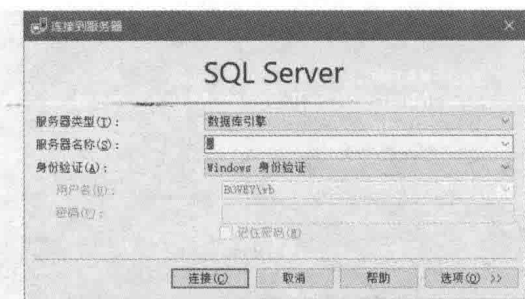 连接到服务器
SQL Server
服务器类型(T): 数据库引擎
服务器名称(S):
身份验证(A): Windows 身份验证
用户名(U): BOVEY\wb
密码(P):
记住密码(M)
连接(C) 取消 帮助 选项(O) >>